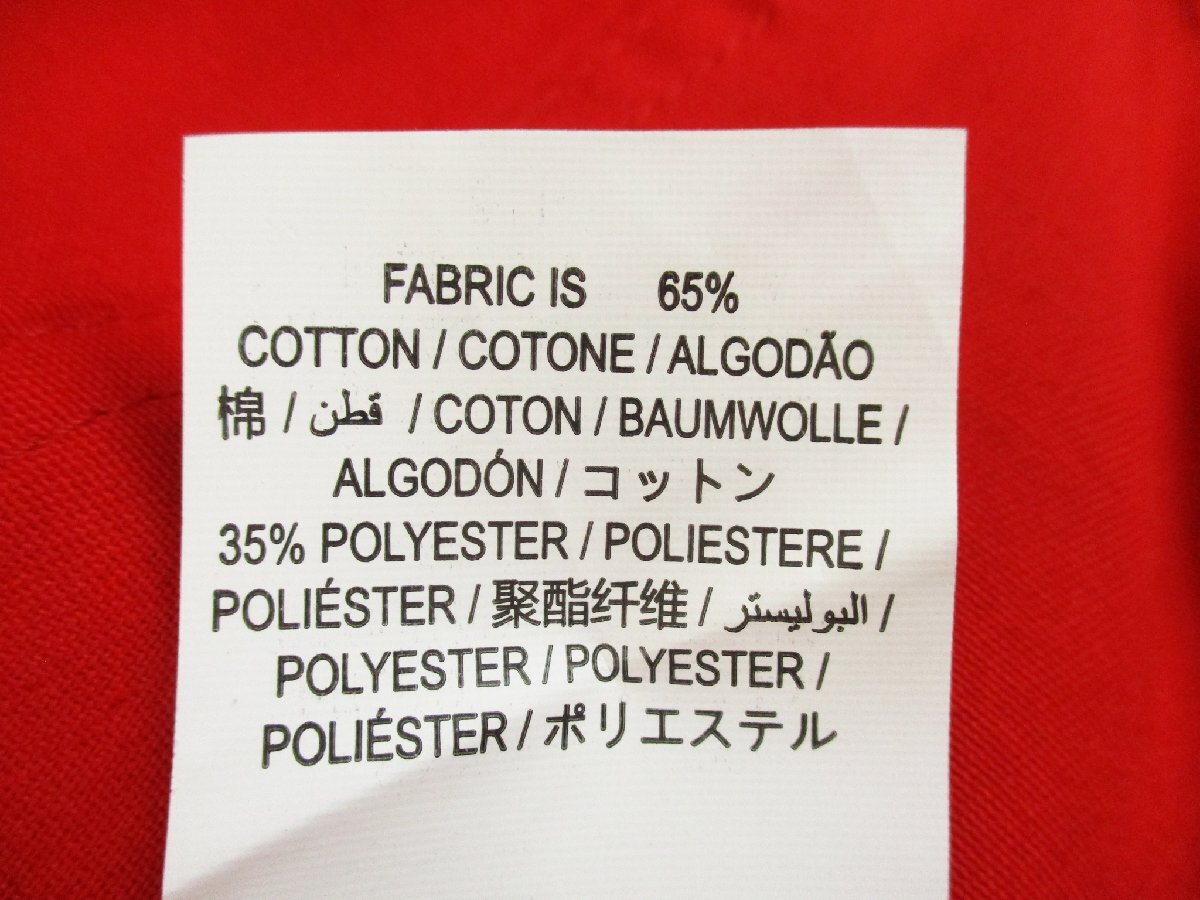 FABRIC IS 65%
COTTON / COTONE / ALGODÃO
棉 / قطن / COTON / BAUMWOLLE /
ALGODÓN / コットン
35% POLYESTER / POLIESTERE /
POLIÉSTER / 聚酯纤维 / البوليستر /
POLYESTER / POLYESTER /
POLIÉSTER / ポリエステル